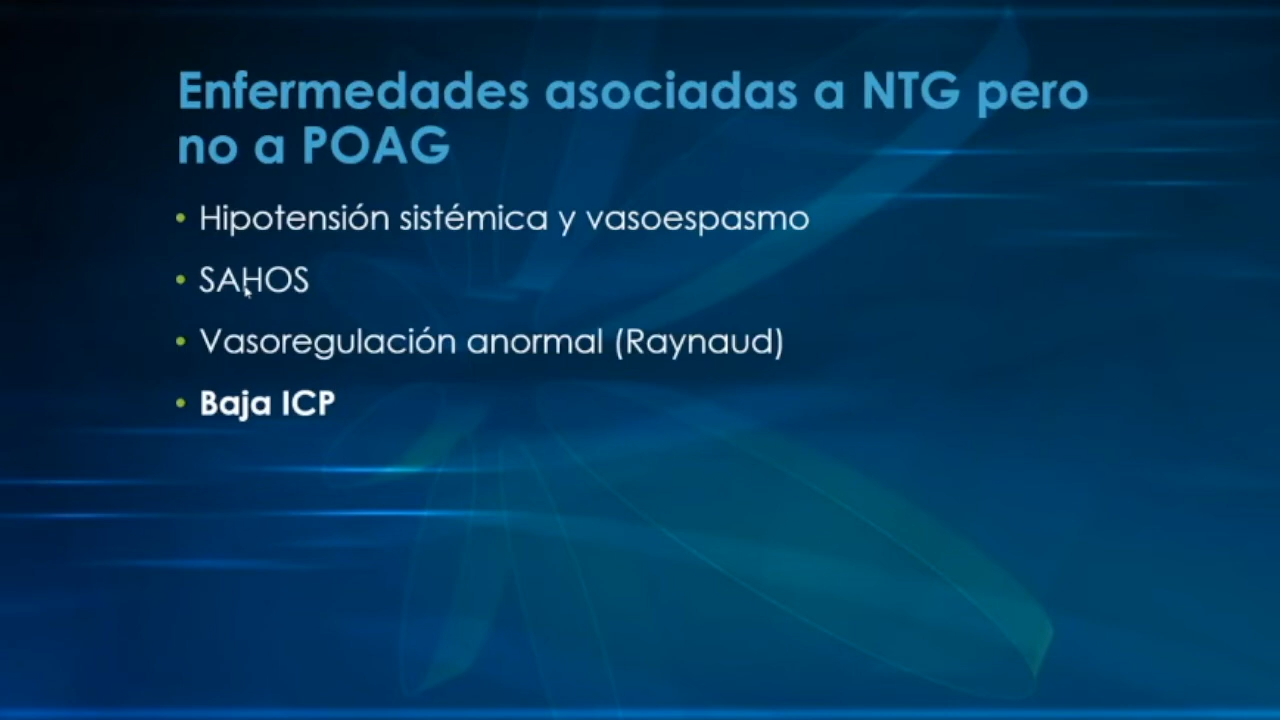 Enfermedades asociadas a NTG pero
no a POAG
• Hipotensión sistémica y vasoespasmo
• SAHOS
• Vasoregulación anormal (Raynaud)
• Baja ICP